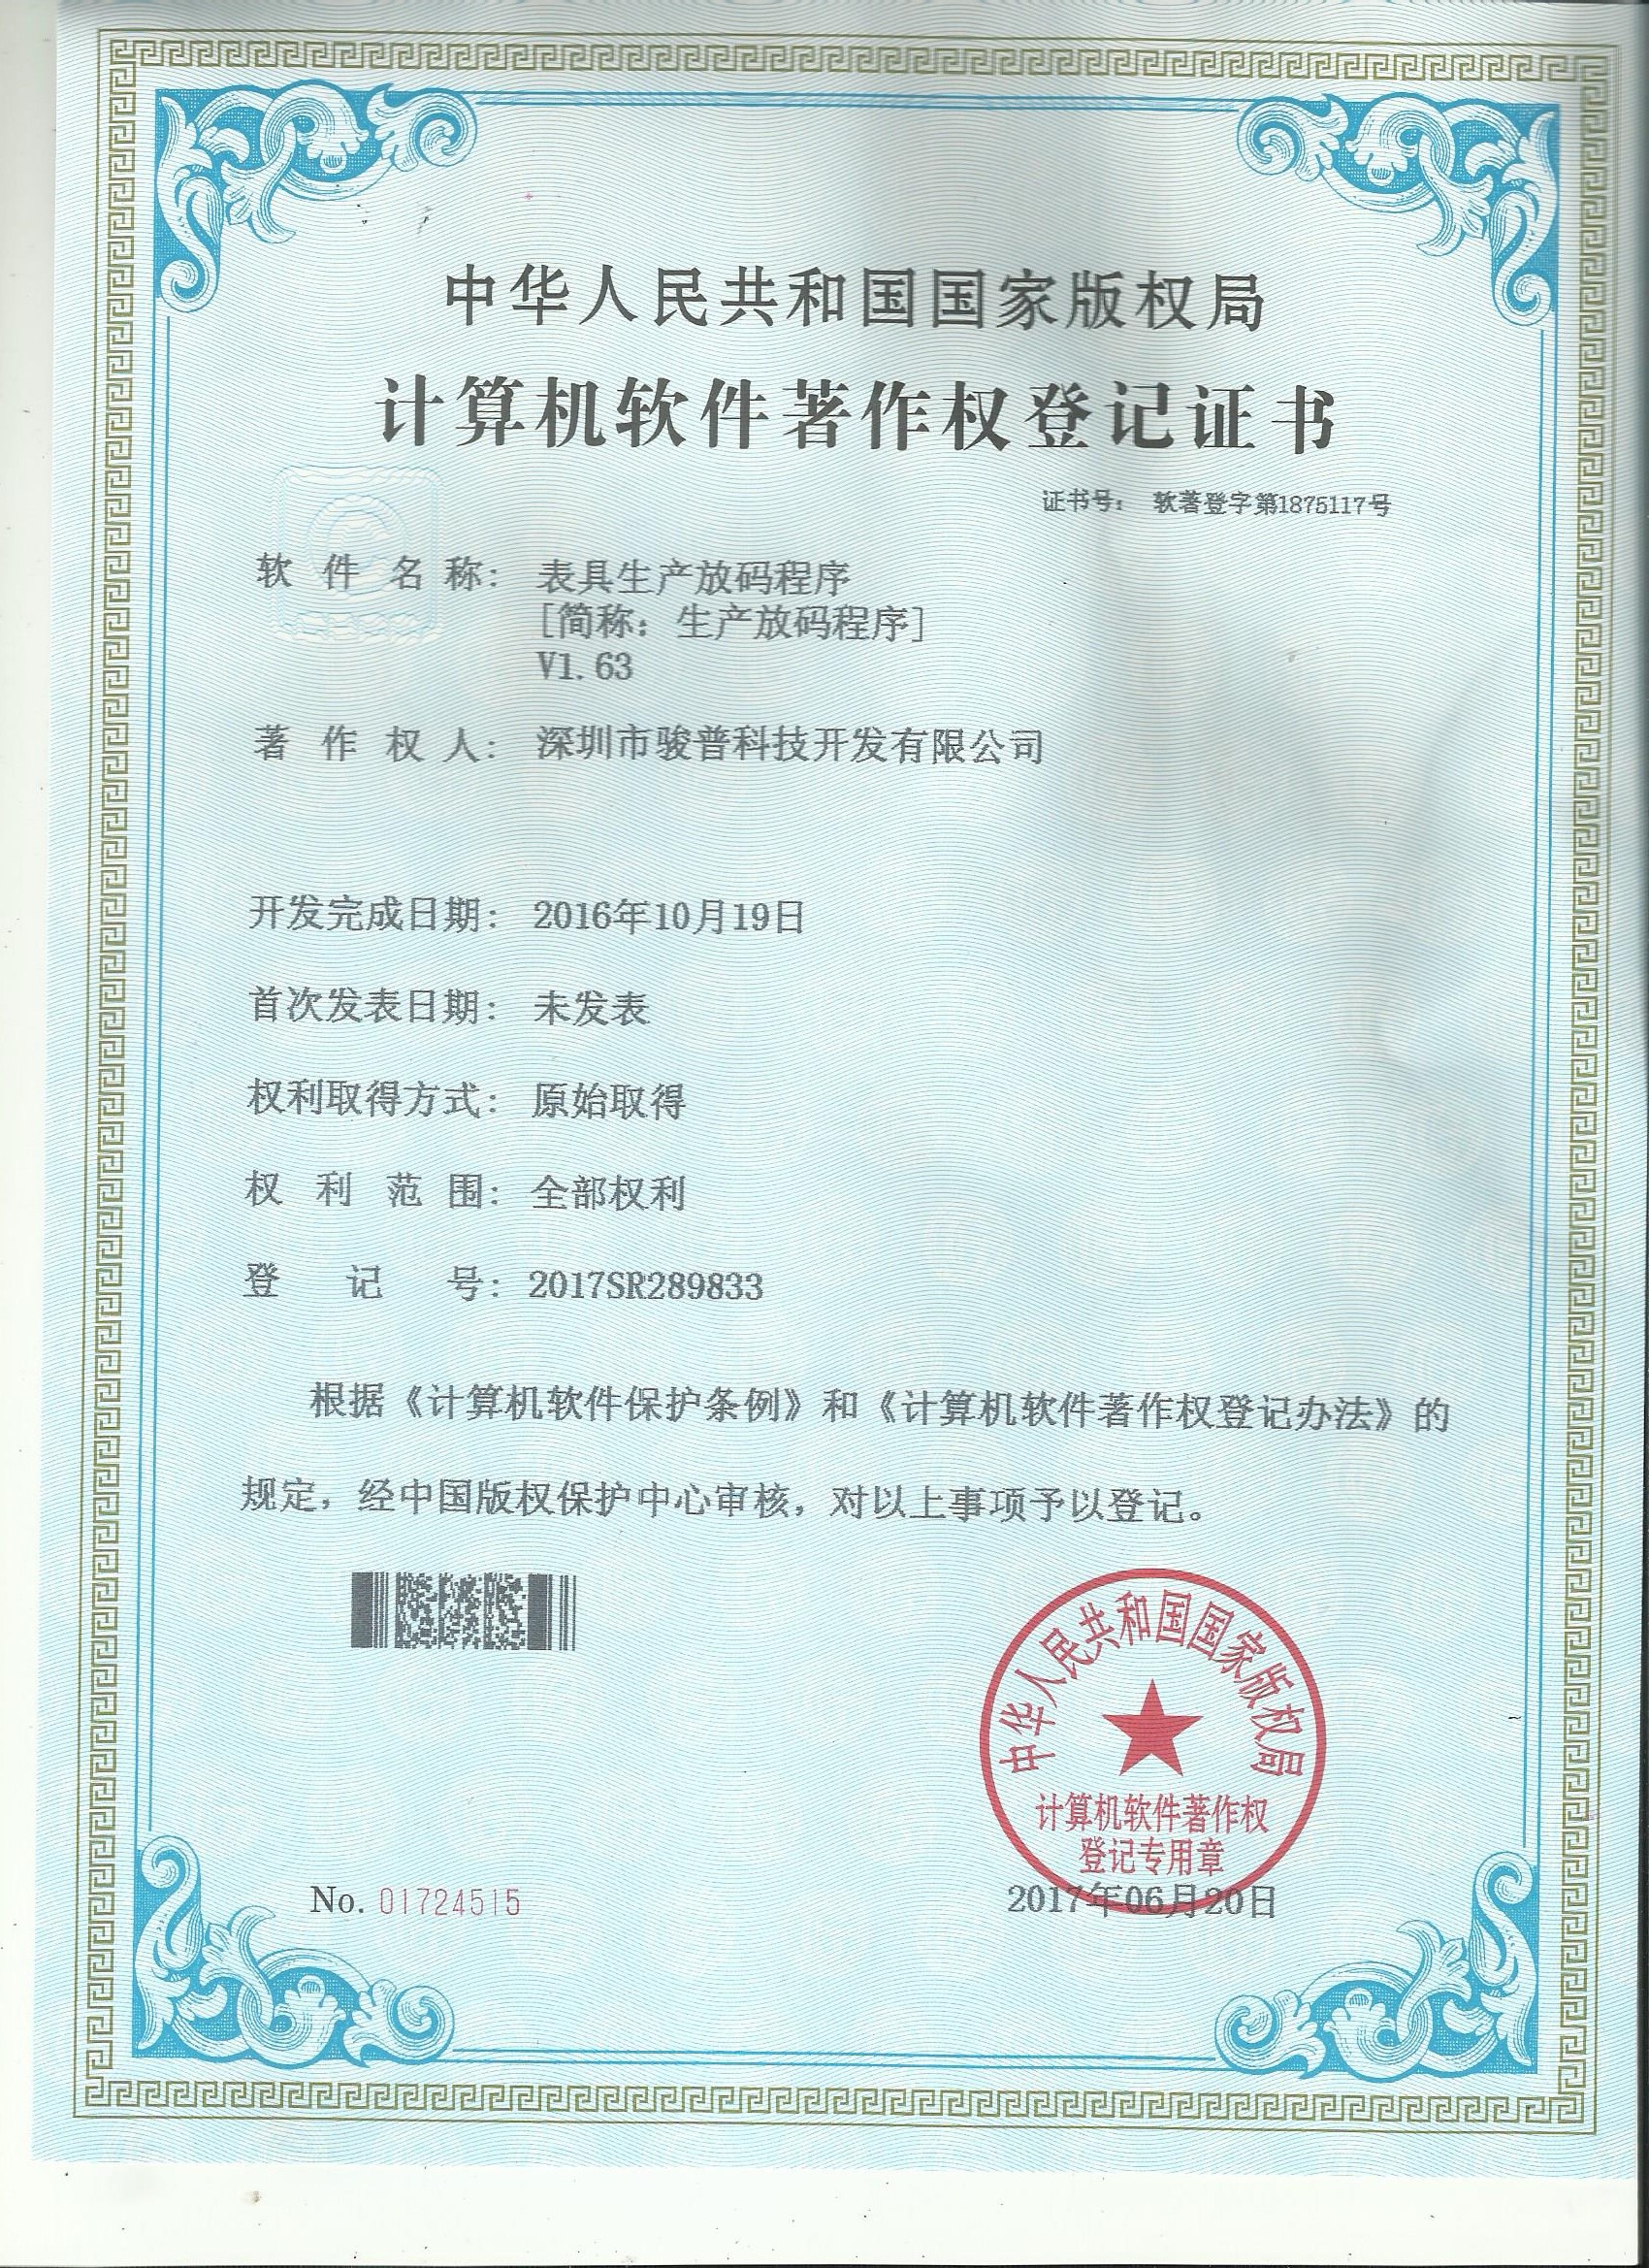 中华人民共和国国家版权局
计算机软件著作权登记证书
证书号： 软著登字第1875117号
软件名称： 表具生产放码程序
[简称：生产放码程序]
V1.63
著作权人： 深圳市骏普科技开发有限公司
开发完成日期： 2016年10月19日
首次发表日期： 未发表
权利取得方式： 原始取得
权利范围： 全部权利
登记号： 2017SR289833
根据《计算机软件保护条例》和《计算机软件著作权登记办法》的
规定，经中国版权保护中心审核，对以上事项予以登记。
中华人民共和国国家版权局
计算机软件著作权
登记专用章
No. 01724515
2017年06月20日